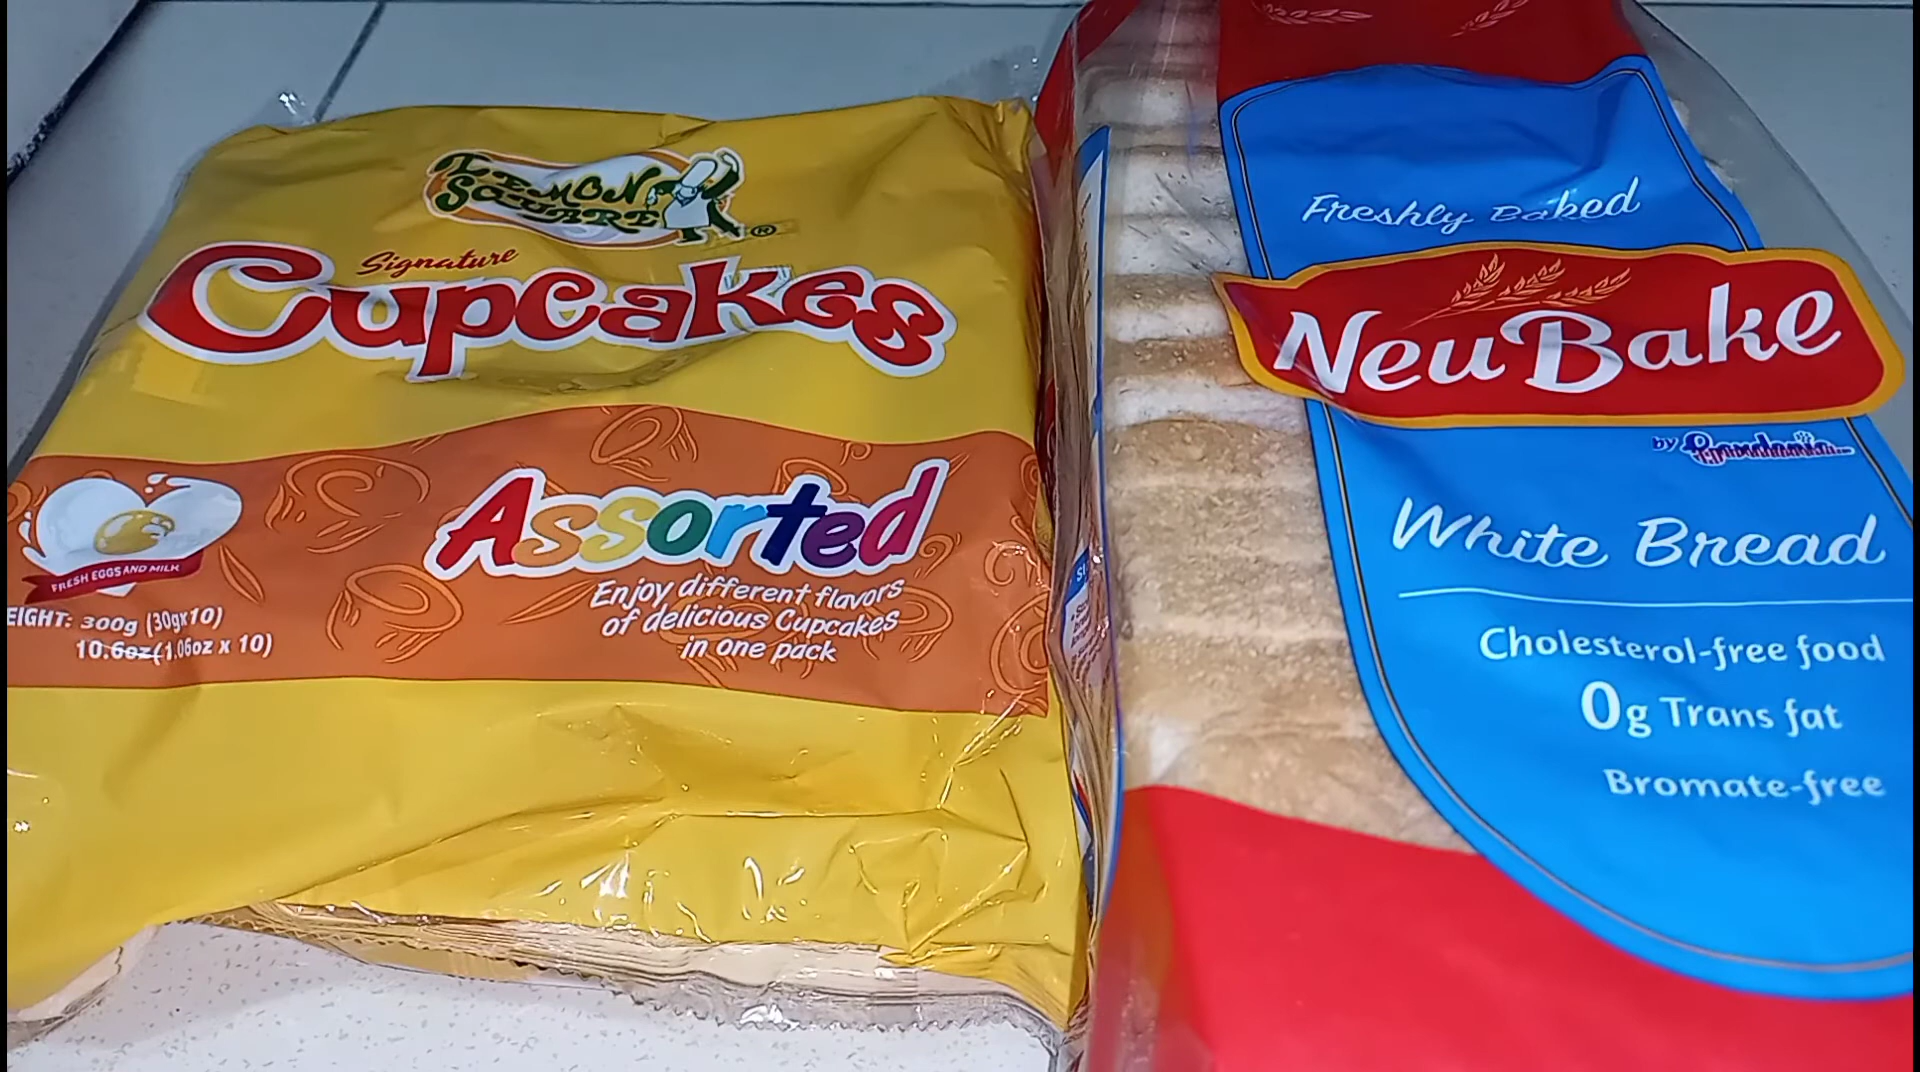 LEMON
SQUARE
®
Signature
Cupcakes
Assorted
Enjoy different flavors
of delicious Cupcakes
in one pack
FRESH EGGS AND MILK
EIGHT: 300g (30gx10)
10.6oz(1.06oz x 10)
Freshly Baked
NeuBake
by Gardenia
White Bread
Cholesterol-free food
0g Trans fat
Bromate-free